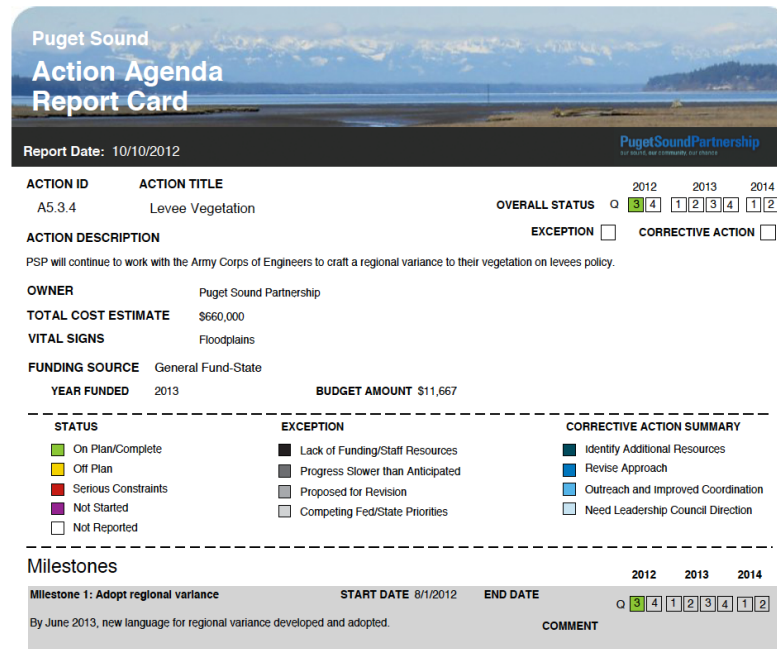 Puget Sound
Action Agenda
Report Card
Report Date: 10/10/2012
PugetSoundPartnership
our sound, our community, our chance
ACTION ID ACTION TITLE
2012 2013 2014
A5.3.4 Levee Vegetation
OVERALL STATUS Q 3 4 1 2 3 4 1 2
EXCEPTION CORRECTIVE ACTION
ACTION DESCRIPTION
PSP will continue to work with the Army Corps of Engineers to craft a regional variance to their vegetation on levees policy.
OWNER Puget Sound Partnership
TOTAL COST ESTIMATE $660,000
VITAL SIGNS Floodplains
FUNDING SOURCE General Fund-State
YEAR FUNDED 2013 BUDGET AMOUNT $11,667
STATUS EXCEPTION CORRECTIVE ACTION SUMMARY
On Plan/Complete Lack of Funding/Staff Resources Identify Additional Resources
Off Plan Progress Slower than Anticipated Revise Approach
Serious Constraints Proposed for Revision Outreach and Improved Coordination
Not Started Competing Fed/State Priorities Need Leadership Council Direction
Not Reported
Milestones
2012 2013 2014
Milestone 1: Adopt regional variance START DATE 8/1/2012 END DATE
Q 3 4 1 2 3 4 1 2
By June 2013, new language for regional variance developed and adopted.
COMMENT